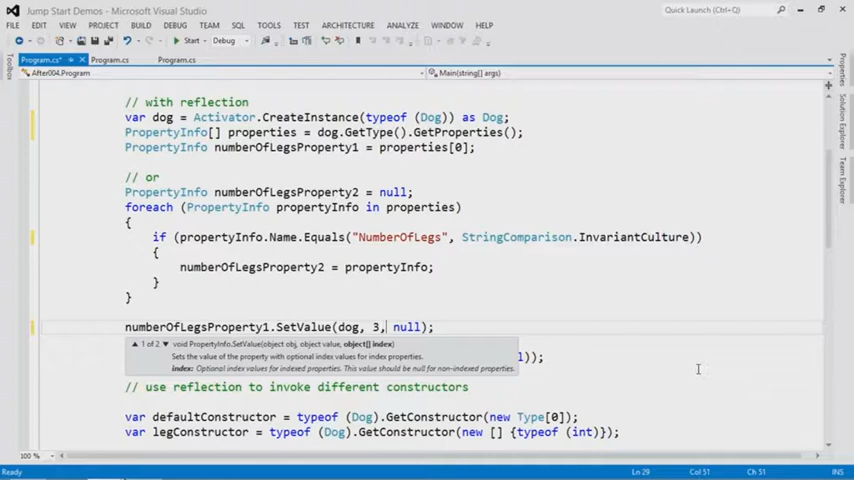 Jump Start Demos - Microsoft Visual Studio
Quick Launch (Ctrl+Q)
FILE EDIT VIEW PROJECT BUILD DEBUG TEAM SQL TOOLS TEST ARCHITECTURE ANALYZE WINDOW HELP
Start Debug
Program.cs* Program.cs Program.cs
After004.Program Main(string[] args)
Toolbox
Properties
Solution Explorer
Team Explorer
// with reflection
var dog = Activator.CreateInstance(typeof (Dog)) as Dog;
PropertyInfo[] properties = dog.GetType().GetProperties();
PropertyInfo numberOfLegsProperty1 = properties[0];
// or
PropertyInfo numberOfLegsProperty2 = null;
foreach (PropertyInfo propertyInfo in properties)
{
if (propertyInfo.Name.Equals("NumberOfLegs", StringComparison.InvariantCulture))
{
numberOfLegsProperty2 = propertyInfo;
}
}
numberOfLegsProperty1.SetValue(dog, 3, null);
▲ 1 of 2 ▼ void PropertyInfo.SetValue(object obj, object value, object[] index)
Sets the value of the property with optional index values for index properties.
l));
index: Optional index values for indexed properties. This value should be null for non-indexed properties.
// use reflection to invoke different constructors
var defaultConstructor = typeof (Dog).GetConstructor(new Type[0]);
var legConstructor = typeof (Dog).GetConstructor(new [] {typeof (int)});
100 %
Ready Ln 29 Col 51 Ch 51 INS